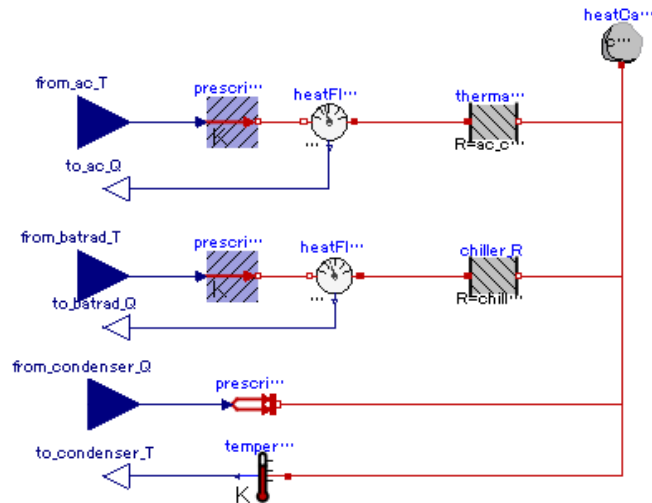 heatCa…
c…
from_ac_T
prescri…
heatFl…
therma…
K
…
R=ac_c…
to_ac_Q
from_batrad_T
prescri…
heatFl…
chiller_R
K
…
R=chill…
to_batrad_Q
from_condenser_Q
prescri…
to_condenser_T
temper…
K